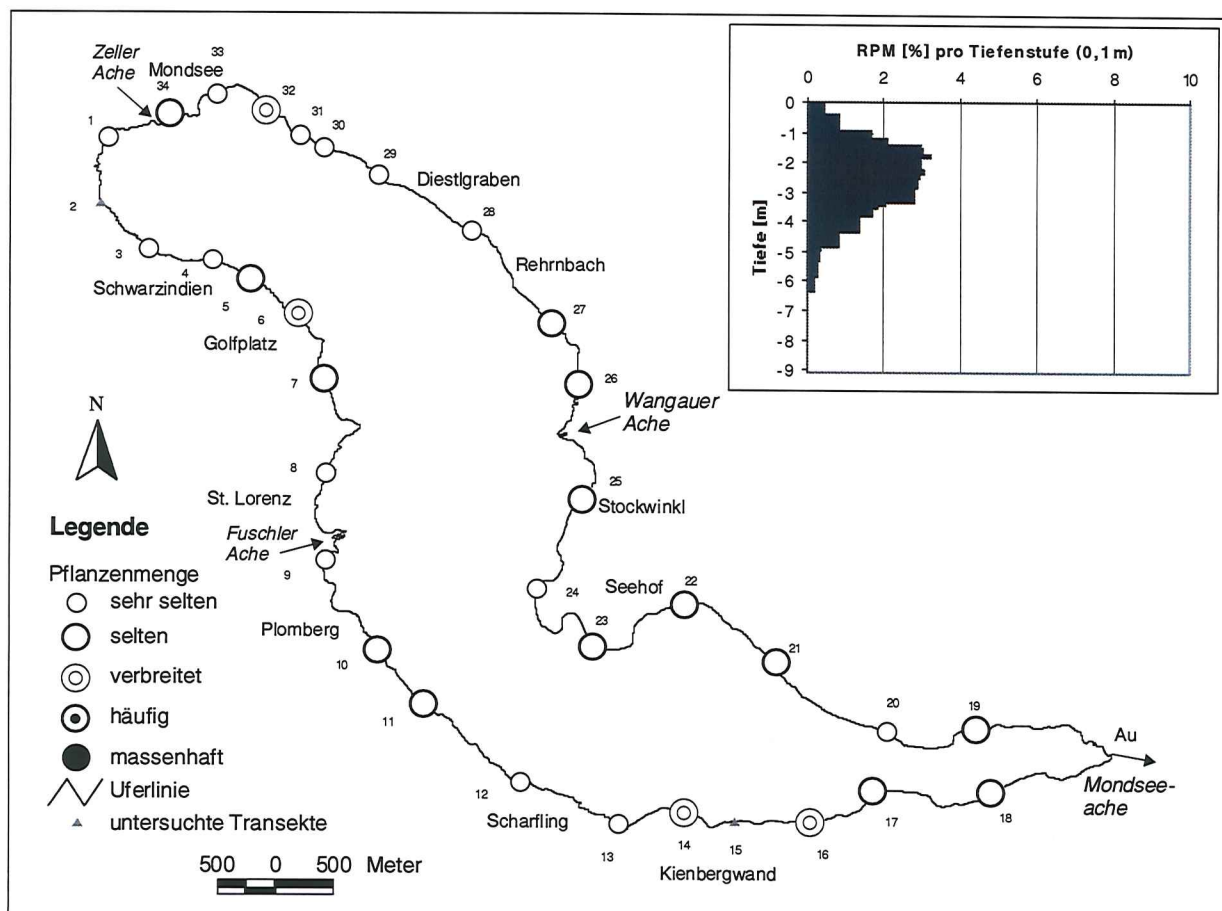 Zeller
Ache
Mondsee
33
34
32
31
30
1
29
Diestlgraben
2
28
3
4
Schwarzindien
5
Rehrnbach
6
Golfplatz
27
7
26
Wangauer
Ache
N
8
25
St. Lorenz
Stockwinkl
Fuschler
Ache
9
24
Seehof
22
Plomberg
23
10
21
11
20
19
Au
Mondsee-
ache
12
Scharfling
13
14
15
16
17
18
Kienbergwand
Legende
Pflanzenmenge
sehr selten
selten
verbreitet
häufig
massenhaft
Uferlinie
untersuchte Transekte
500 0 500 Meter
RPM [%] pro Tiefenstufe (0,1 m)
0 2 4 6 8 10
Tiefe [m]
0
-1
-2
-3
-4
-5
-6
-7
-8
-9